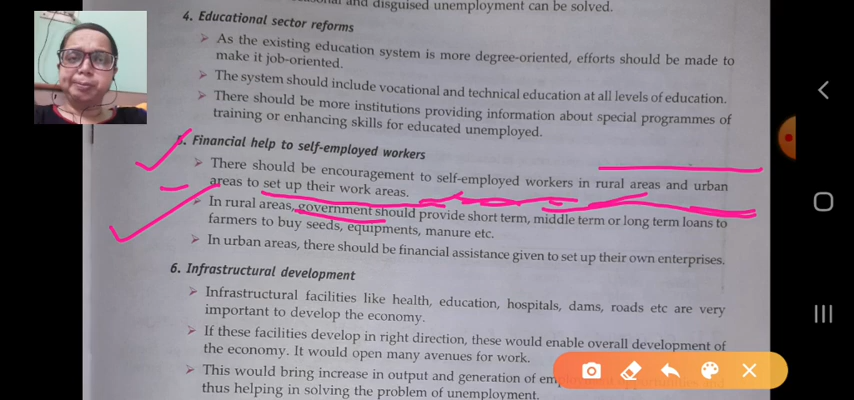 and disguised unemployment can be solved.
4. Educational sector reforms
➢ As the existing education system is more degree-oriented, efforts should be made to
make it job-oriented.
➢ The system should include vocational and technical education at all levels of education.
➢ There should be more institutions providing information about special programmes of
training or enhancing skills for educated unemployed.
5. Financial help to self-employed workers
➢ There should be encouragement to self-employed workers in rural areas and urban
areas to set up their work areas.
➢ In rural areas, government should provide short term, middle term or long term loans to
farmers to buy seeds, equipments, manure etc.
➢ In urban areas, there should be financial assistance given to set up their own enterprises.
6. Infrastructural development
➢ Infrastructural facilities like health, education, hospitals, dams, roads etc are very
important to develop the economy.
➢ If these facilities develop in right direction, these would enable overall development of
the economy. It would open many avenues for work.
➢ This would bring increase in output and generation of
thus helping in solving the problem of unemployment.